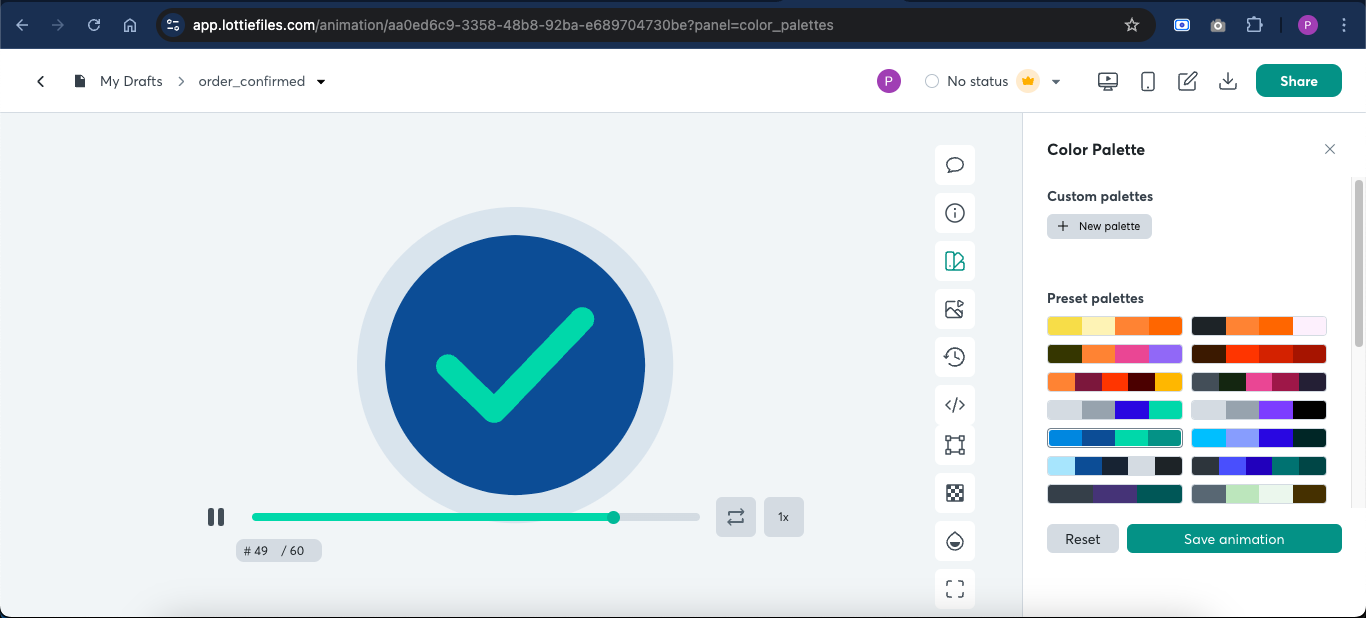 app.lottiefiles.com/animation/aa0ed6c9-3358-48b8-92ba-e689704730be?panel=color_palettes
P
My Drafts
order_confirmed
P
No status
Share
Color Palette
Custom palettes
New palette
Preset palettes
1x
# 49 / 60
Reset
Save animation